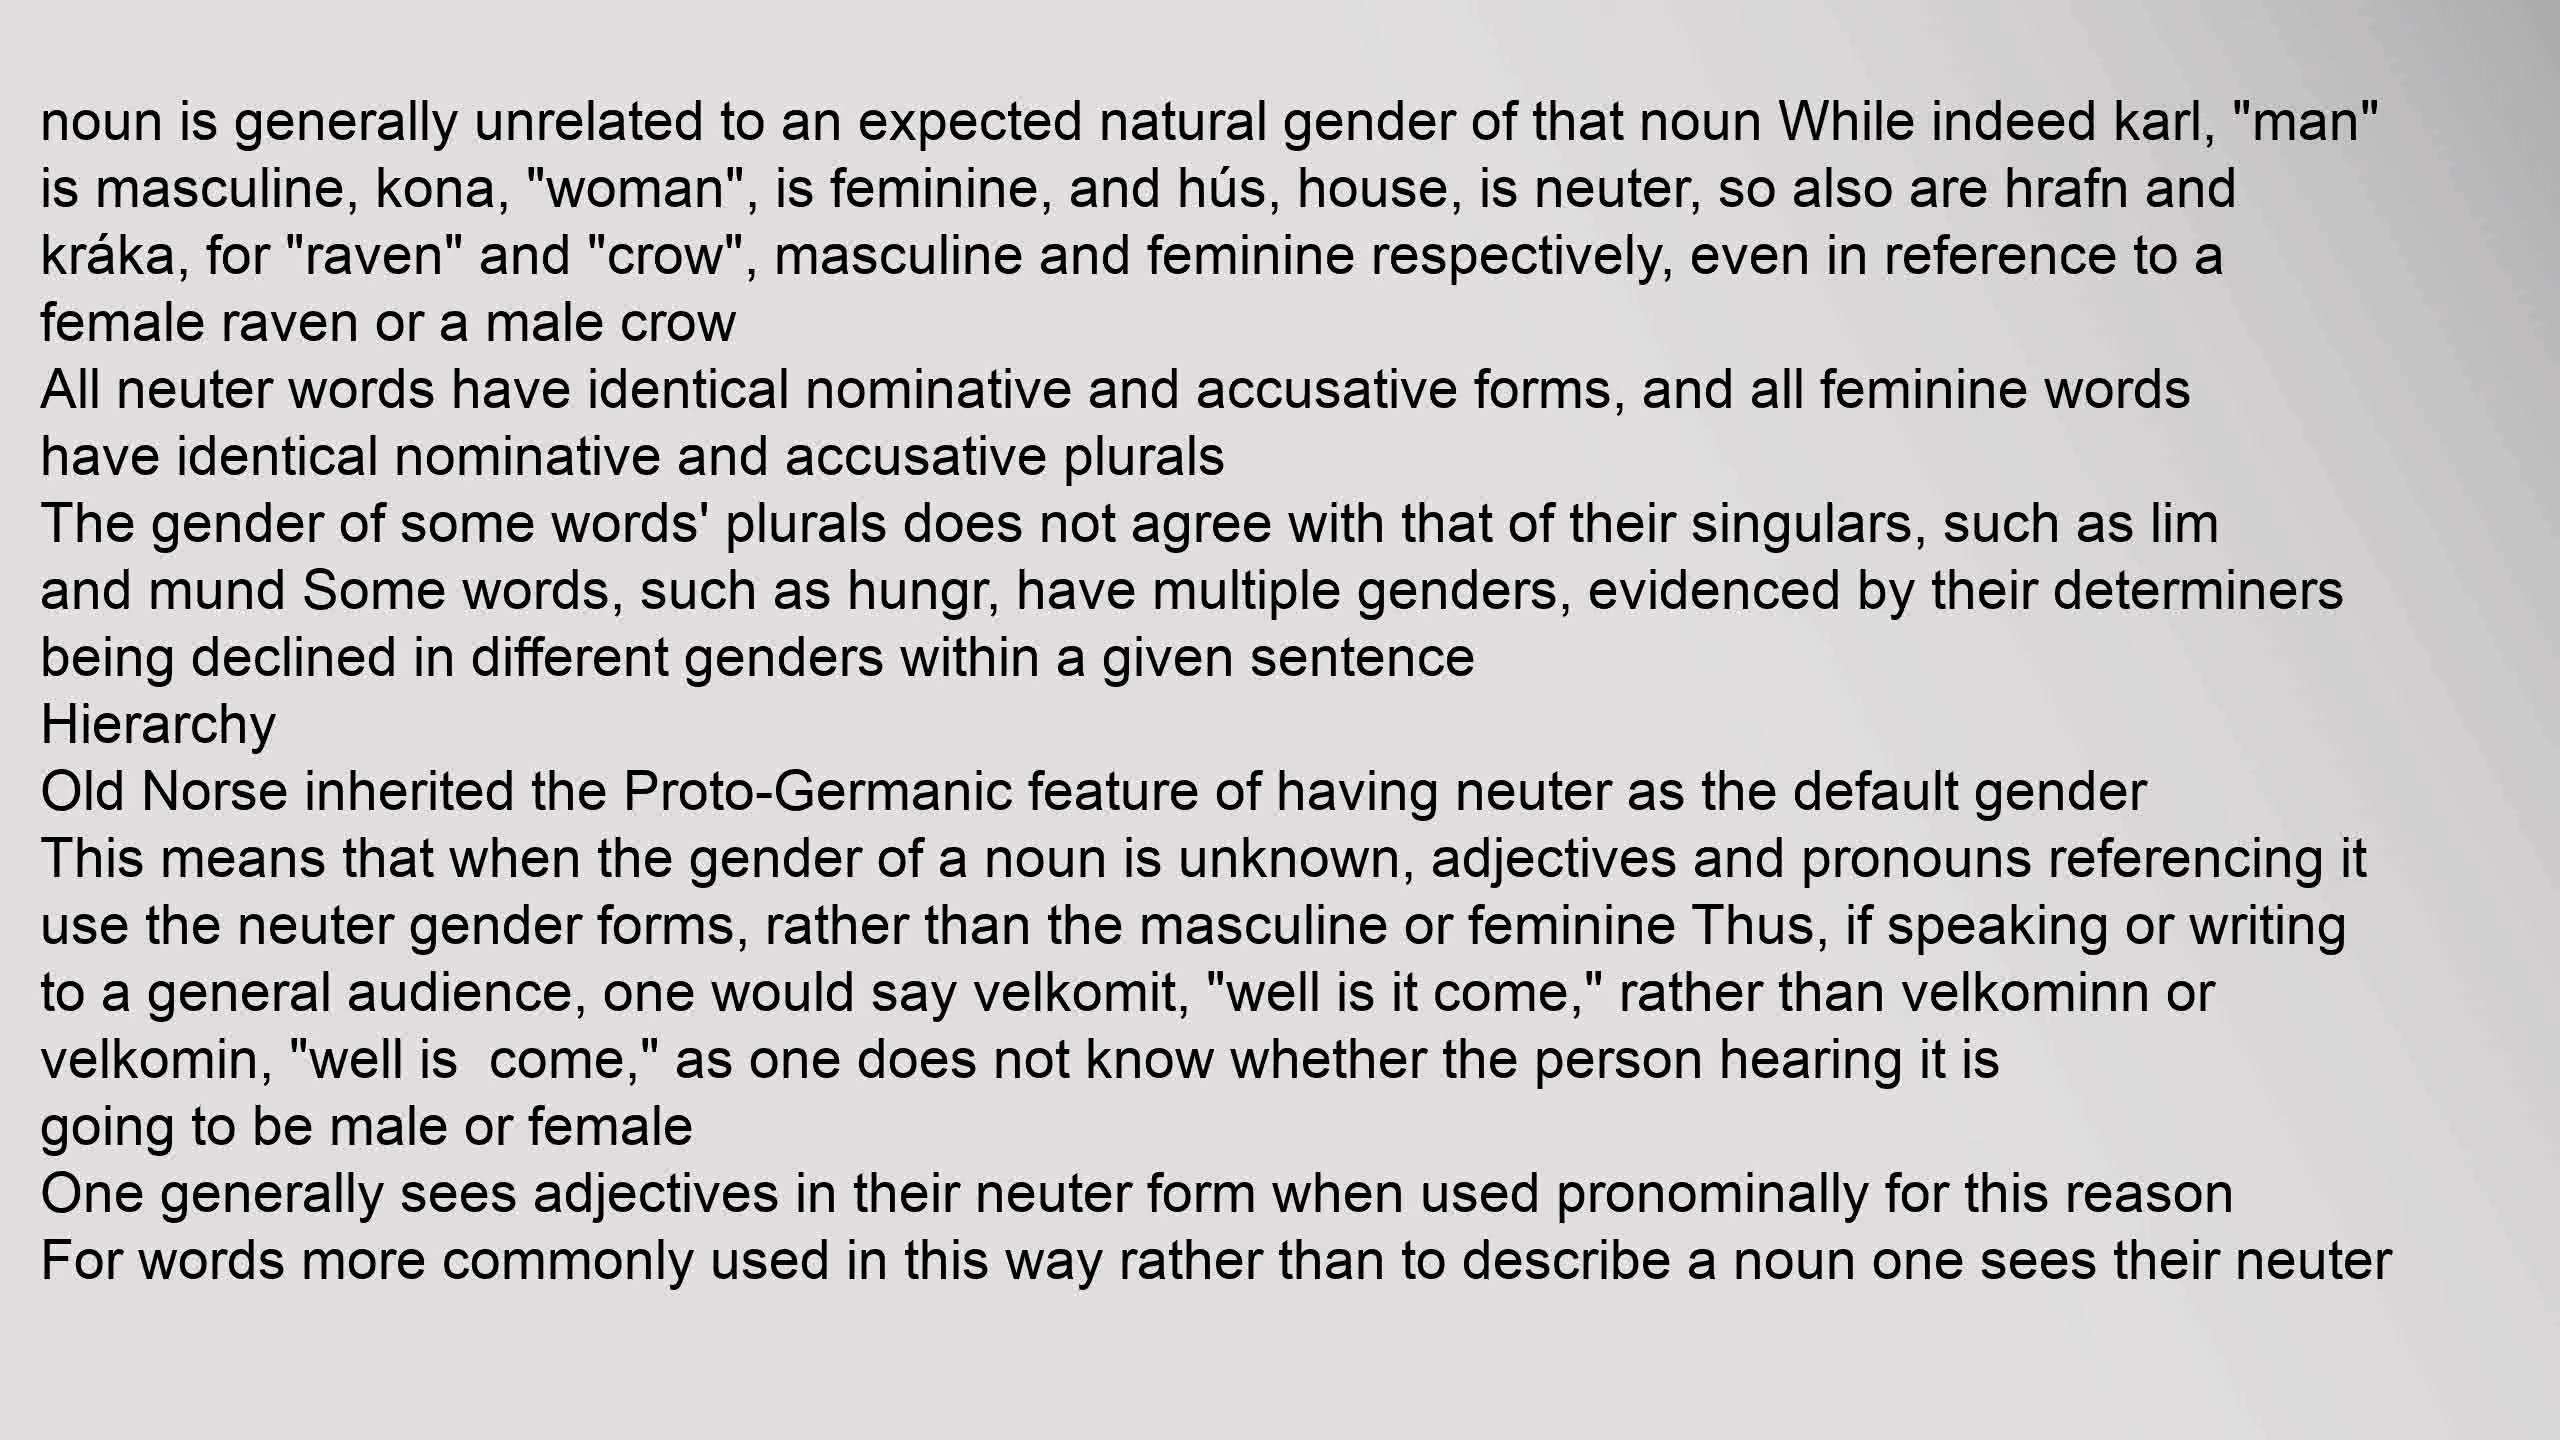 noun is generally unrelated to an expected natural gender of that noun While indeed karl, "man"
is masculine, kona, "woman", is feminine, and hús, house, is neuter, so also are hrafn and
kráka, for "raven" and "crow", masculine and feminine respectively, even in reference to a
female raven or a male crow
All neuter words have identical nominative and accusative forms, and all feminine words
have identical nominative and accusative plurals
The gender of some words' plurals does not agree with that of their singulars, such as lim
and mund Some words, such as hungr, have multiple genders, evidenced by their determiners
being declined in different genders within a given sentence
Hierarchy
Old Norse inherited the Proto-Germanic feature of having neuter as the default gender
This means that when the gender of a noun is unknown, adjectives and pronouns referencing it
use the neuter gender forms, rather than the masculine or feminine Thus, if speaking or writing
to a general audience, one would say velkomit, "well is it come," rather than velkominn or
velkomin, "well is  come," as one does not know whether the person hearing it is
going to be male or female
One generally sees adjectives in their neuter form when used pronominally for this reason
For words more commonly used in this way rather than to describe a noun one sees their neuter